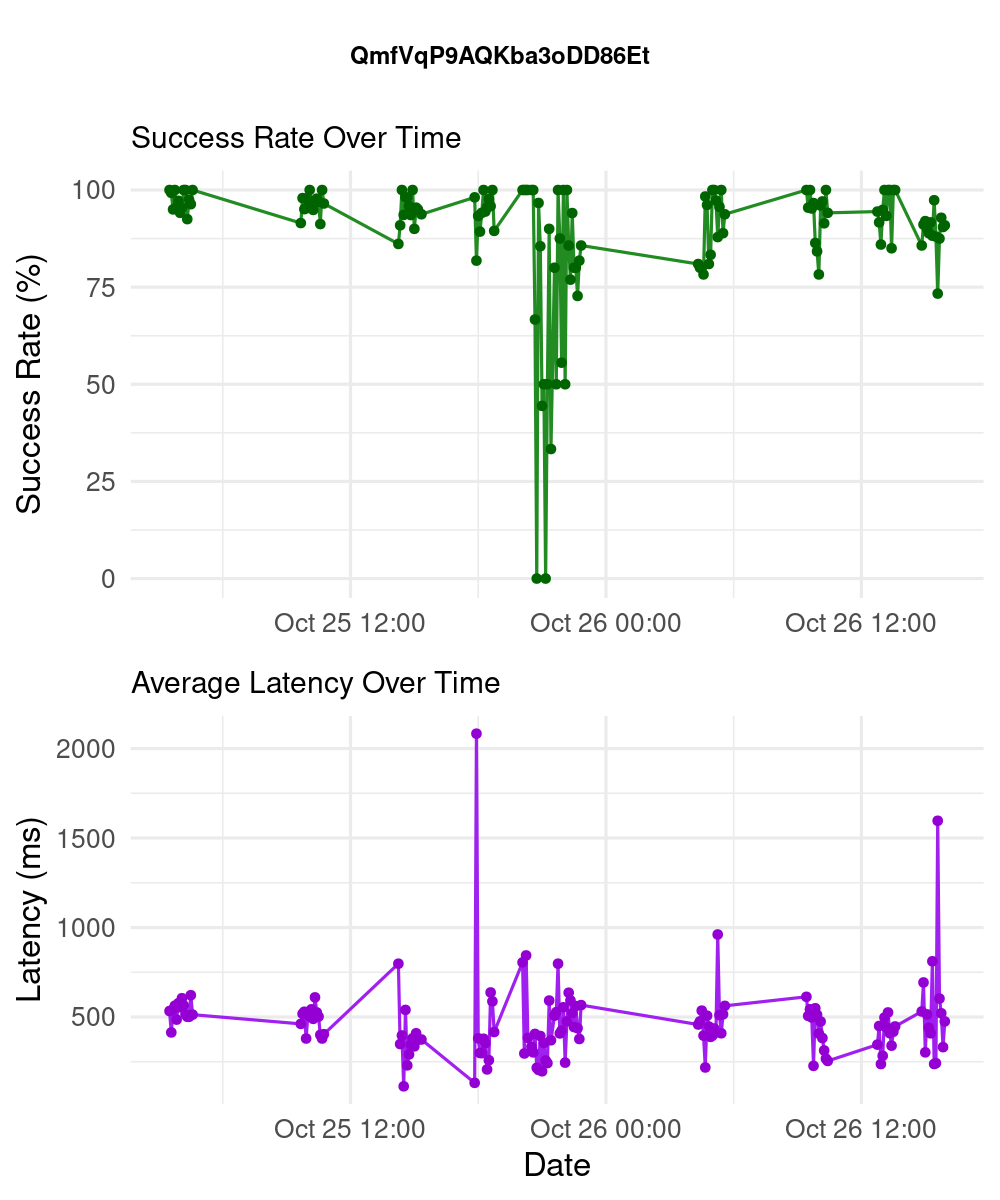 QmfVqP9AQKba3oDD86Et
Success Rate Over Time
Success Rate (%)
100
75
50
25
0
Oct 25 12:00 Oct 26 00:00 Oct 26 12:00
Average Latency Over Time
Latency (ms)
2000
1500
1000
500
Oct 25 12:00 Oct 26 00:00 Oct 26 12:00
Date